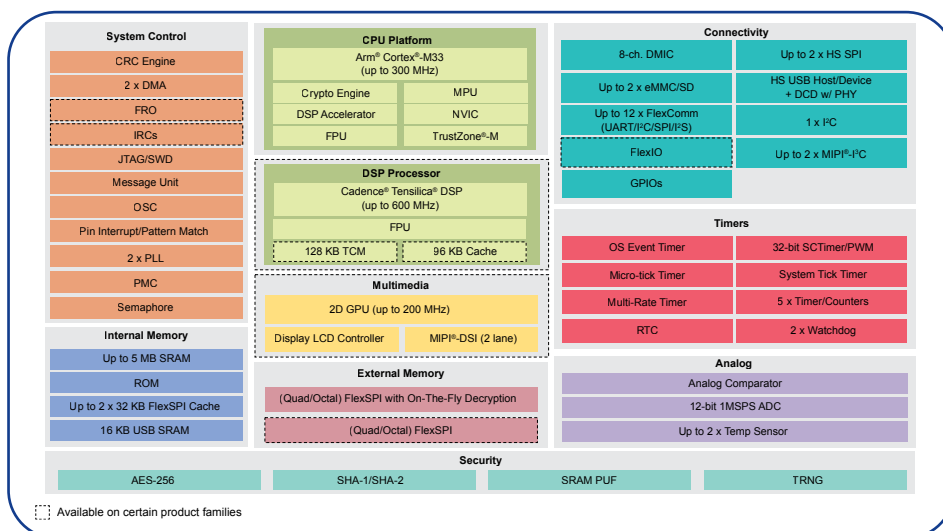 System Control
CRC Engine
2 x DMA
FRO
IRCs
JTAG/SWD
Message Unit
OSC
Pin Interrupt/Pattern Match
2 x PLL
PMC
Semaphore
Internal Memory
Up to 5 MB SRAM
ROM
Up to 2 x 32 KB FlexSPI Cache
16 KB USB SRAM
CPU Platform
Arm® Cortex®-M33
(up to 300 MHz)
Crypto Engine
MPU
DSP Accelerator
NVIC
FPU
TrustZone®-M
DSP Processor
Cadence® Tensilica® DSP
(up to 600 MHz)
FPU
128 KB TCM
96 KB Cache
Multimedia
2D GPU (up to 200 MHz)
Display LCD Controller
MIPI®-DSI (2 lane)
External Memory
(Quad/Octal) FlexSPI with On-The-Fly Decryption
(Quad/Octal) FlexSPI
Connectivity
8-ch. DMIC
Up to 2 x HS SPI
Up to 2 x eMMC/SD
HS USB Host/Device
+ DCD w/ PHY
Up to 12 x FlexComm
(UART/I²C/SPI/I²S)
1 x I²C
FlexIO
Up to 2 x MIPI®-I³C
GPIOs
Timers
OS Event Timer
32-bit SCTimer/PWM
Micro-tick Timer
System Tick Timer
Multi-Rate Timer
5 x Timer/Counters
RTC
2 x Watchdog
Analog
Analog Comparator
12-bit 1MSPS ADC
Up to 2 x Temp Sensor
Security
AES-256
SHA-1/SHA-2
SRAM PUF
TRNG
Available on certain product families